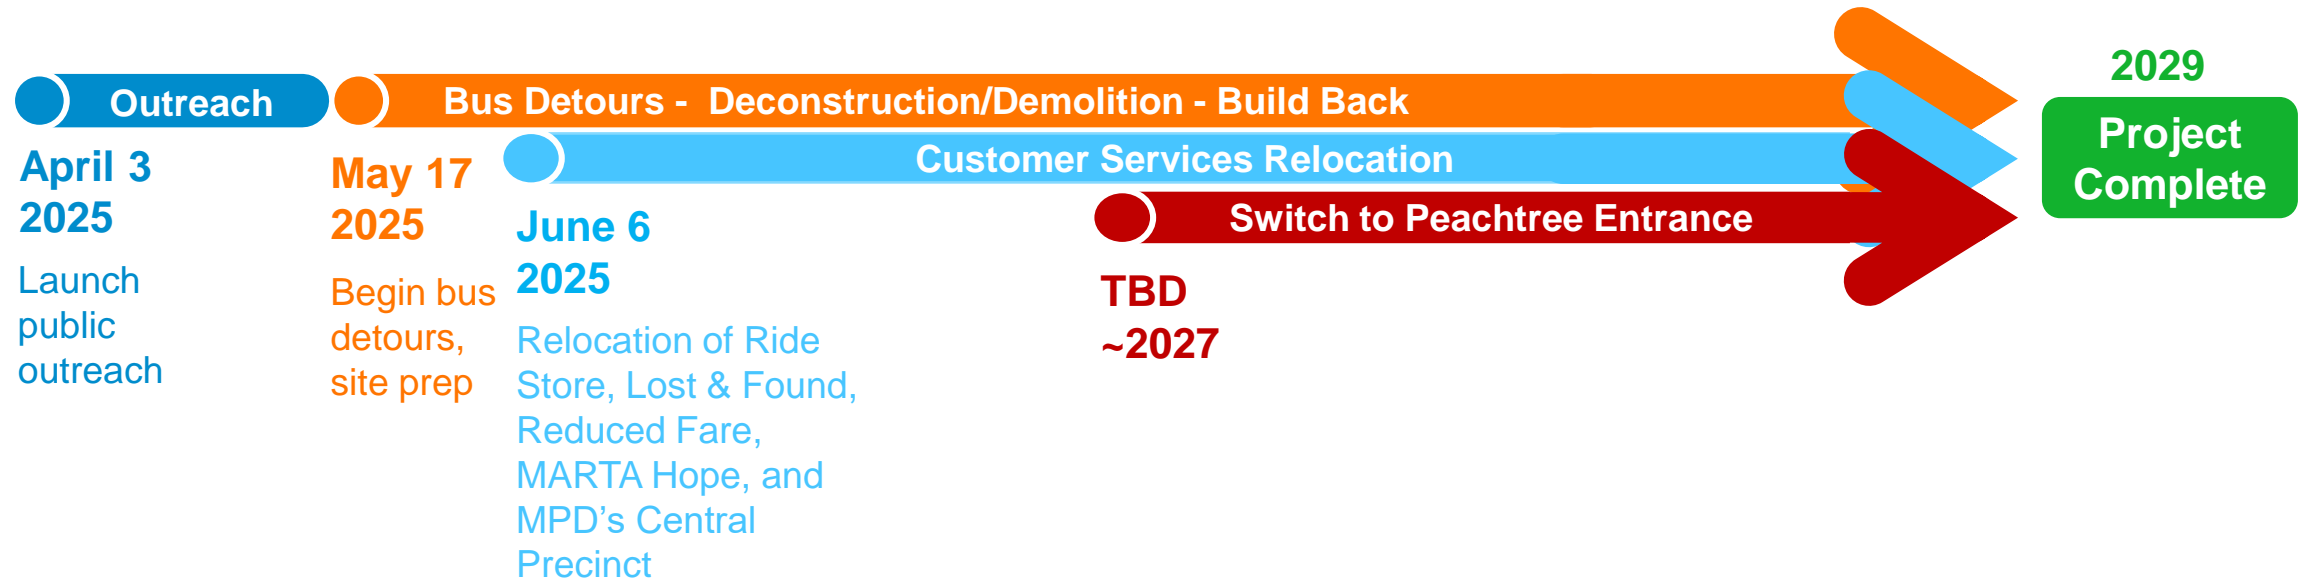 Outreach
April 3
2025
Launch
public
outreach
Bus Detours -  Deconstruction/Demolition - Build Back
May 17
2025
Begin bus
detours,
site prep
Customer Services Relocation
June 6
2025
Relocation of Ride
Store, Lost & Found,
Reduced Fare,
MARTA Hope, and
MPD’s Central
Precinct
Switch to Peachtree Entrance
TBD
~2027
2029
Project
Complete